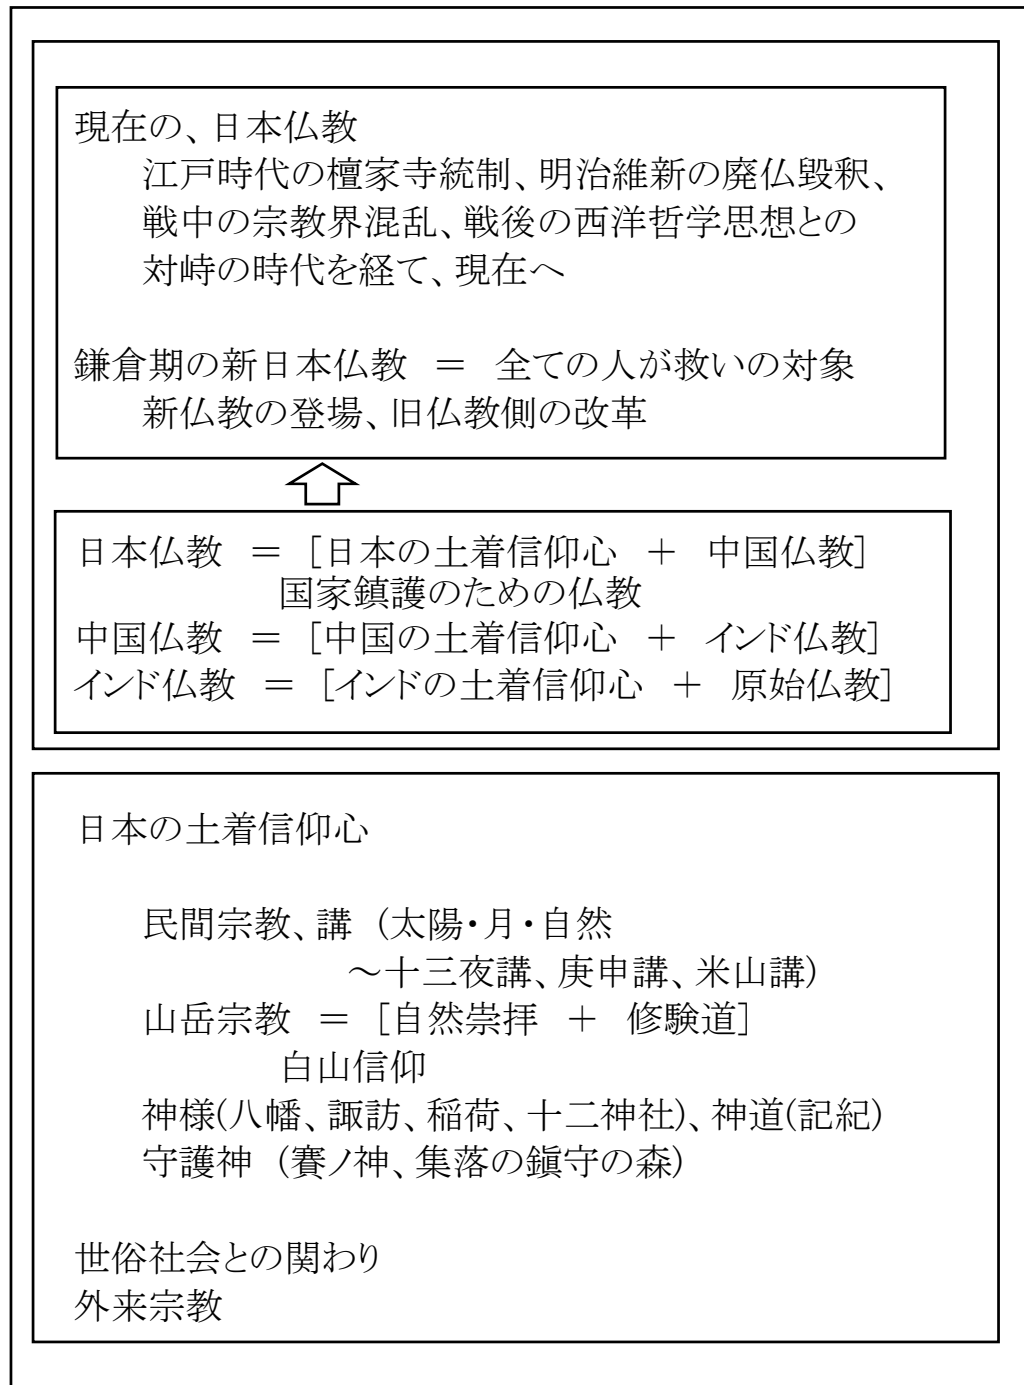 現在の、日本仏教
江戸時代の檀家寺統制、明治維新の廃仏毀釈、
戦中の宗教界混乱、戦後の西洋哲学思想との
対峙の時代を経て、現在へ
鎌倉期の新日本仏教 ＝ 全ての人が救いの対象
新仏教の登場、旧仏教側の改革
日本仏教 ＝ [日本の土着信仰心 ＋ 中国仏教]
国家鎮護のための仏教
中国仏教 ＝ [中国の土着信仰心 ＋ インド仏教]
インド仏教 ＝ [インドの土着信仰心 ＋ 原始仏教]
日本の土着信仰心
民間宗教、講 (太陽・月・自然
～十三夜講、庚申講、米山講)
山岳宗教 ＝ [自然崇拝 ＋ 修験道]
白山信仰
神様(八幡、諏訪、稲荷、十二神社)、神道(記紀)
守護神 (賽ノ神、集落の鎮守の森)
世俗社会との関わり
外来宗教